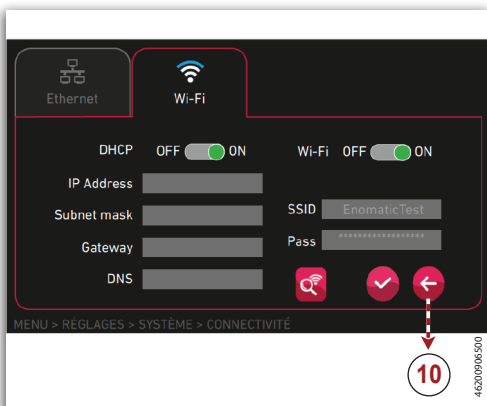 Ethernet
Wi-Fi
DHCP OFF ON Wi-Fi OFF ON
IP Address
Subnet mask SSID EnomaticTest
Gateway Pass ******************
DNS
MENU > RÉGLAGES > SYSTÈME > CONNECTIVITÉ
10
46200906500